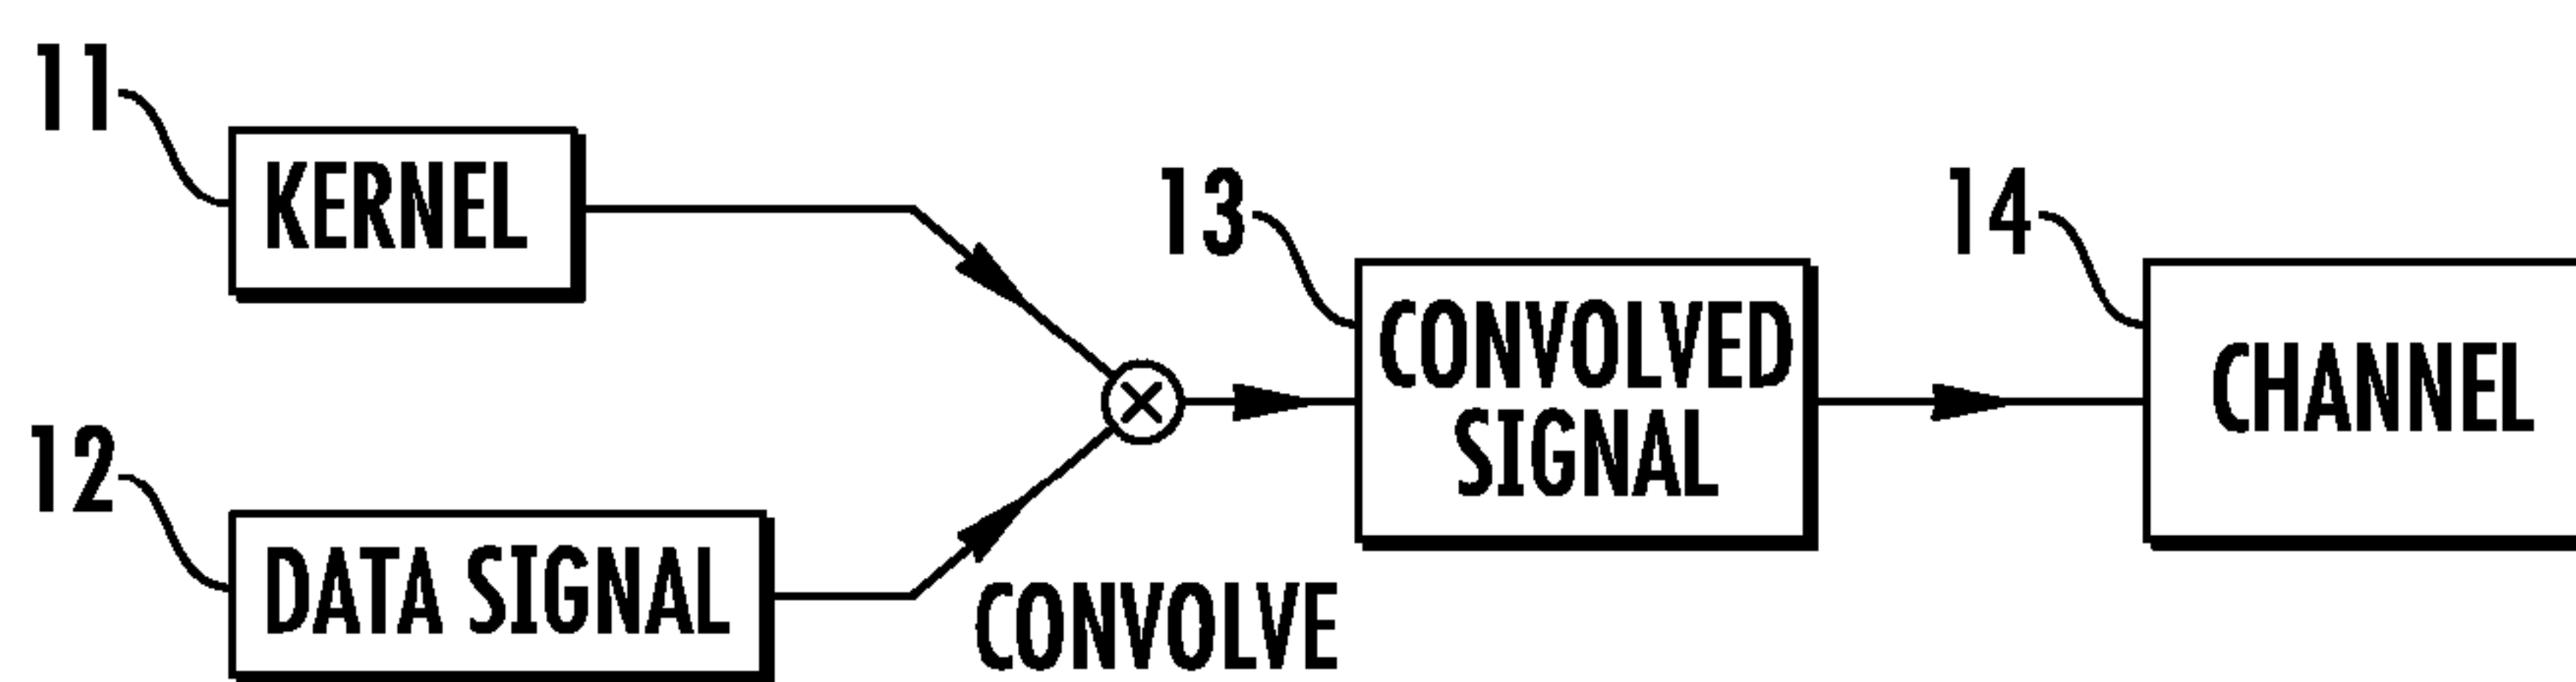 11
KERNEL
12
DATA SIGNAL
CONVOLVE
13
CONVOLVED
SIGNAL
14
CHANNEL